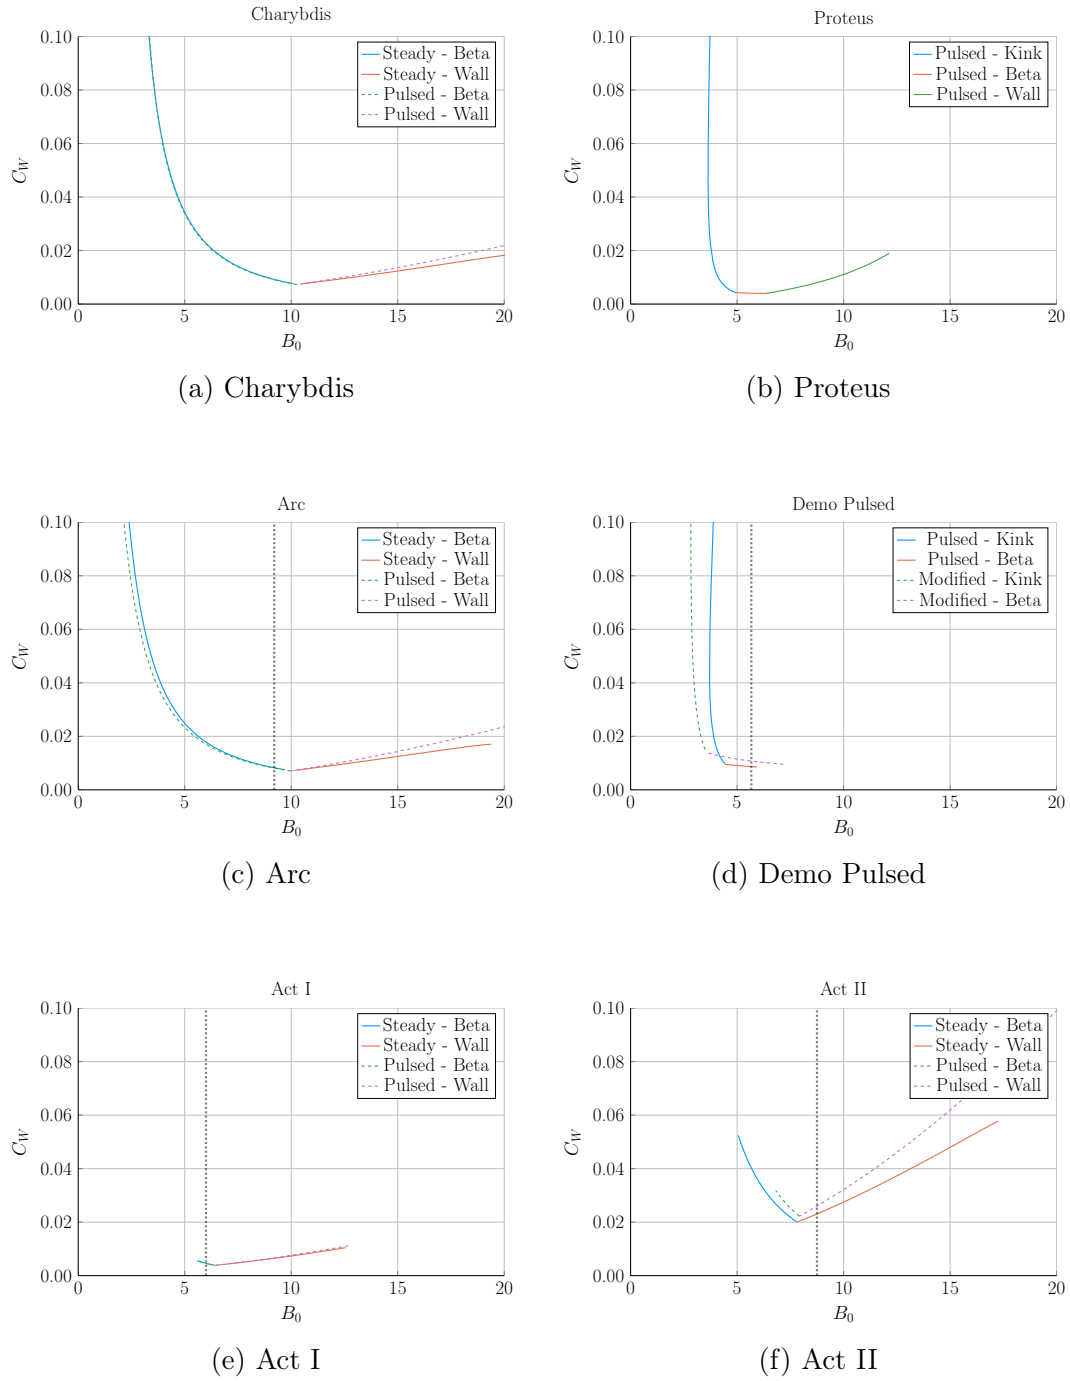 Charybdis
0.10
0.08
0.06
0.04
0.02
0.00
C_W
0
5
10
15
20
B_0
Steady - Beta
Steady - Wall
Pulsed - Beta
Pulsed - Wall
(a) Charybdis
Proteus
0.10
0.08
0.06
0.04
0.02
0.00
C_W
0
5
10
15
20
B_0
Pulsed - Kink
Pulsed - Beta
Pulsed - Wall
(b) Proteus
Arc
0.10
0.08
0.06
0.04
0.02
0.00
C_W
0
5
10
15
20
B_0
Steady - Beta
Steady - Wall
Pulsed - Beta
Pulsed - Wall
(c) Arc
Demo Pulsed
0.10
0.08
0.06
0.04
0.02
0.00
C_W
0
5
10
15
20
B_0
Pulsed - Kink
Pulsed - Beta
Modified - Kink
Modified - Beta
(d) Demo Pulsed
Act I
0.10
0.08
0.06
0.04
0.02
0.00
C_W
0
5
10
15
20
B_0
Steady - Beta
Steady - Wall
Pulsed - Beta
Pulsed - Wall
(e) Act I
Act II
0.10
0.08
0.06
0.04
0.02
0.00
C_W
0
5
10
15
20
B_0
Steady - Beta
Steady - Wall
Pulsed - Beta
Pulsed - Wall
(f) Act II